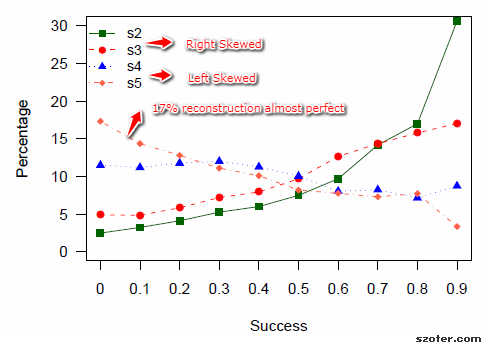 30
25
20
15
10
5
0
Percentage
s2
s3
s4
s5
Right Skewed
Left Skewed
17% reconstruction almost perfect
0 0.1 0.2 0.3 0.4 0.5 0.6 0.7 0.8 0.9
Success
szoter.com